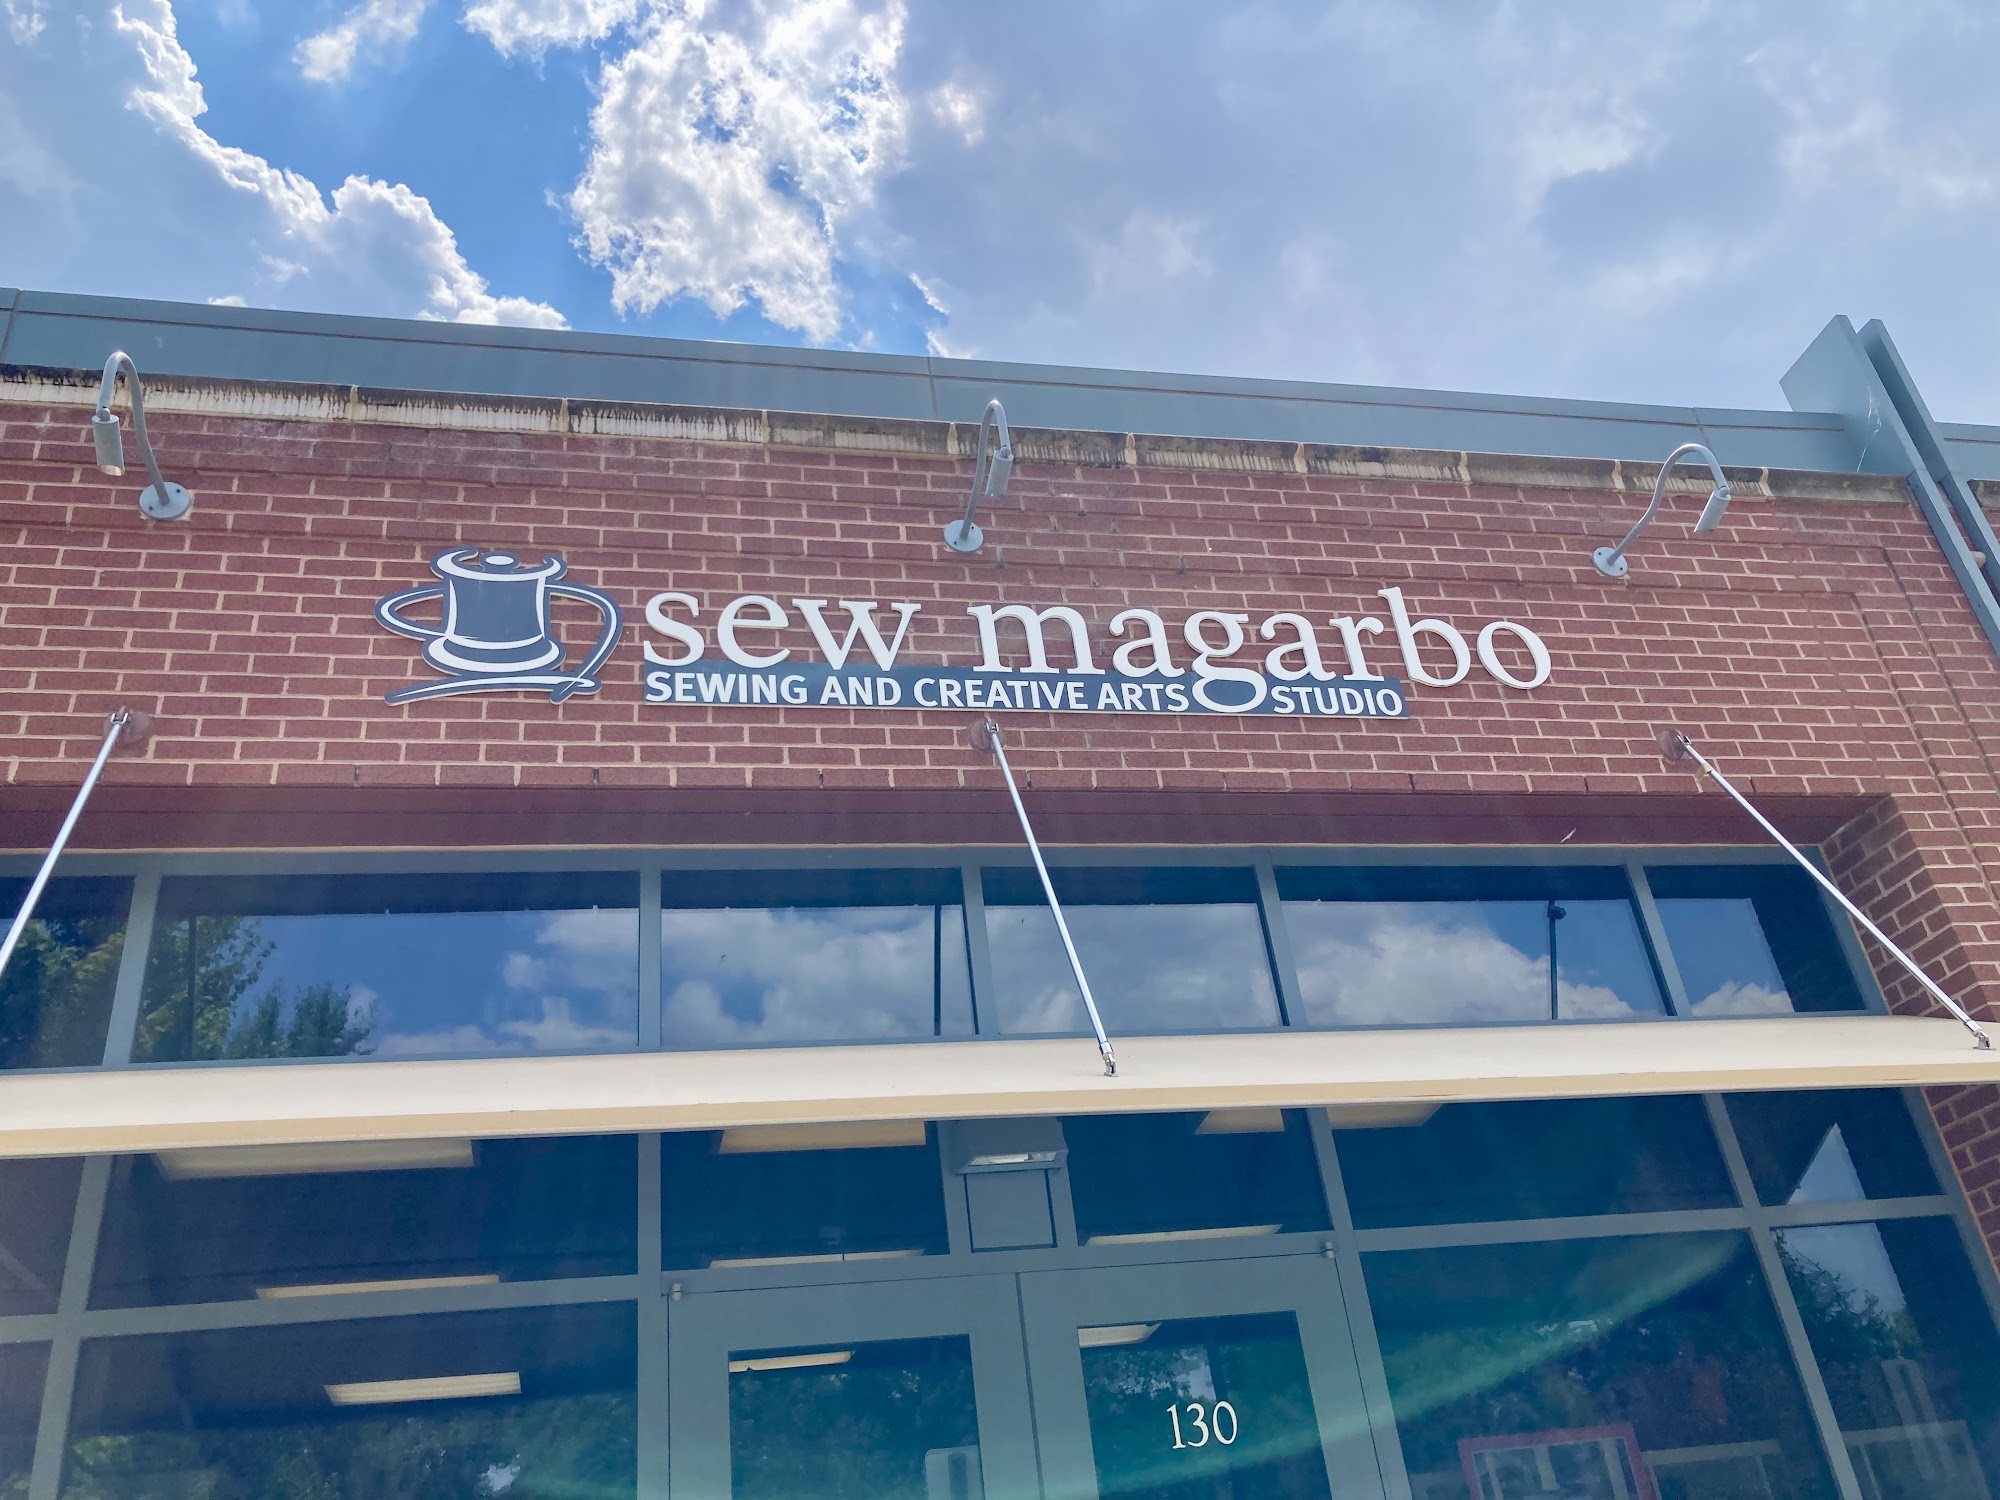 sew magarbo
SEWING AND CREATIVE ARTS STUDIO
130